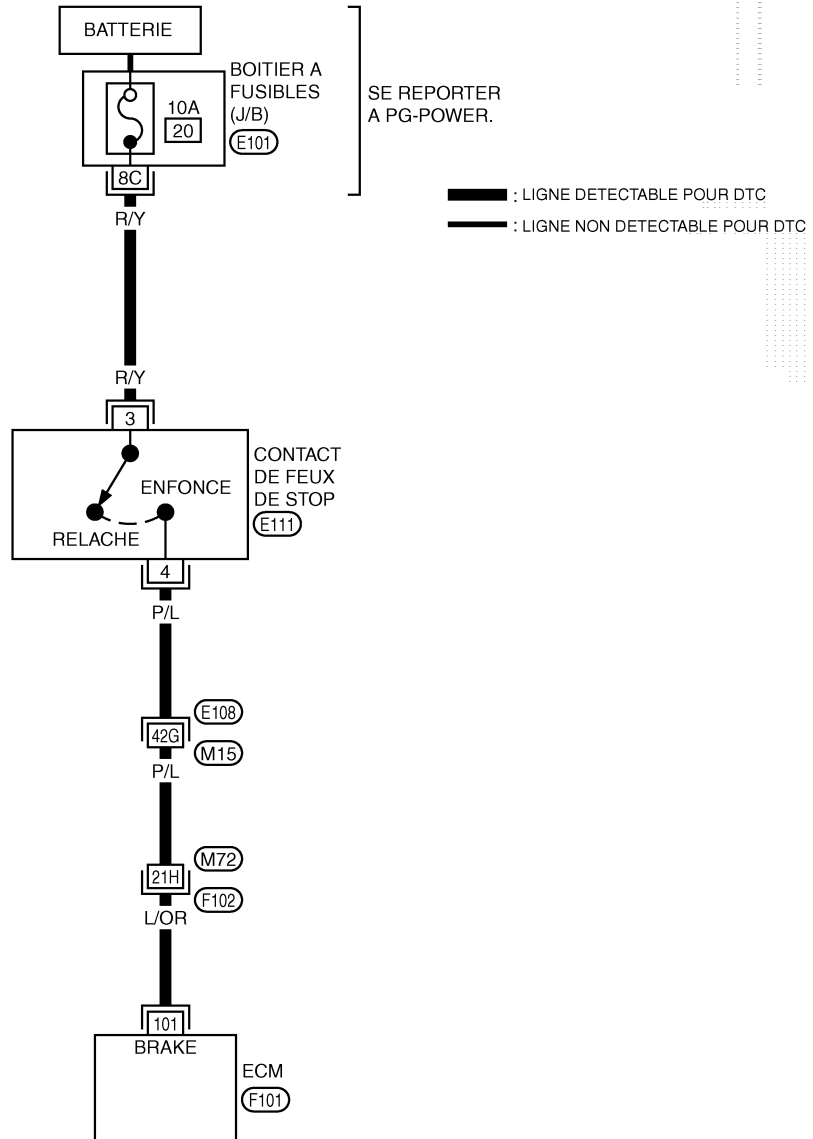 BATTERIE
BOITIER A
FUSIBLES
(J/B)
E101
10A
20
8C
SE REPORTER
A PG-POWER.
: LIGNE DETECTABLE POUR DTC
: LIGNE NON DETECTABLE POUR DTC
R/Y
R/Y
3
CONTACT
DE FEUX
DE STOP
E111
ENFONCE
RELACHE
4
P/L
E108
42G
M15
P/L
M72
21H
F102
L/OR
101
BRAKE
ECM
F101